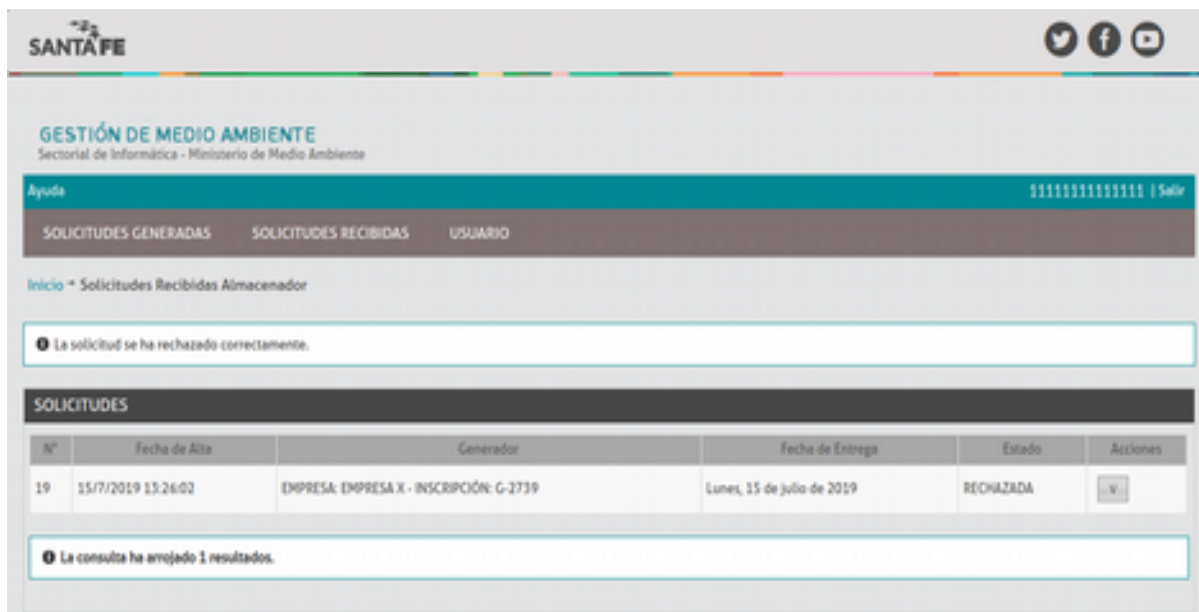 SANTA FE
GESTIÓN DE MEDIO AMBIENTE
Sectorial de Informática - Ministerio de Medio Ambiente
Ayuda 11111111111111 | Salir
SOLICITUDES GENERADAS SOLICITUDES RECIBIDAS USUARIO
Inicio → Solicitudes Recibidas Almacenador
La solicitud se ha rechazado correctamente.
SOLICITUDES
N° Fecha de Alta Generador Fecha de Entrega Estado Acciones
19 15/7/2019 13:26:02 EMPRESA: EMPRESA X - INSCRIPCIÓN: G-2739 Lunes, 15 de julio de 2019 RECHAZADA V
La consulta ha arrojado 1 resultados.